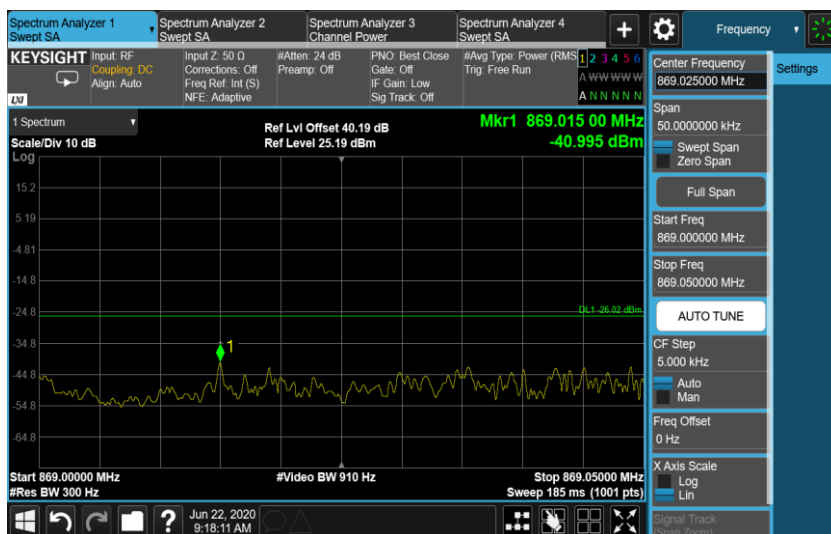 Spectrum Analyzer 1
Swept SA
Spectrum Analyzer 2
Swept SA
Spectrum Analyzer 3
Channel Power
Spectrum Analyzer 4
Swept SA
+
Frequency
KEYSIGHT
LXI
Input: RF
Coupling: DC
Align: Auto
Input Z: 50 Ω
Corrections: Off
Freq Ref: Int (S)
NFE: Adaptive
#Atten: 24 dB
Preamp: Off
PNO: Best Close
Gate: Off
IF Gain: Low
Sig Track: Off
#Avg Type: Power (RMS
Trig: Free Run
1 2 3 4 5 6
A W W W W W
A N N N N N
1 Spectrum
Scale/Div 10 dB
Log
Ref Lvl Offset 40.19 dB
Ref Level 25.19 dBm
Mkr1 869.015 00 MHz
-40.995 dBm
15.2
5.19
-4.81
-14.8
-24.8
-34.8
-44.8
-54.8
-64.8
DL1 -26.02 dBm
1
Start 869.00000 MHz
#Res BW 300 Hz
#Video BW 910 Hz
Stop 869.05000 MHz
Sweep 185 ms (1001 pts)
Center Frequency
869.025000 MHz
Span
50.0000000 kHz
Swept Span
Zero Span
Full Span
Start Freq
869.000000 MHz
Stop Freq
869.050000 MHz
AUTO TUNE
CF Step
5.000 kHz
Auto
Man
Freq Offset
0 Hz
X Axis Scale
Log
Lin
Signal Track
(Span Zoom)
Settings
?
Jun 22, 2020
9:18:11 AM